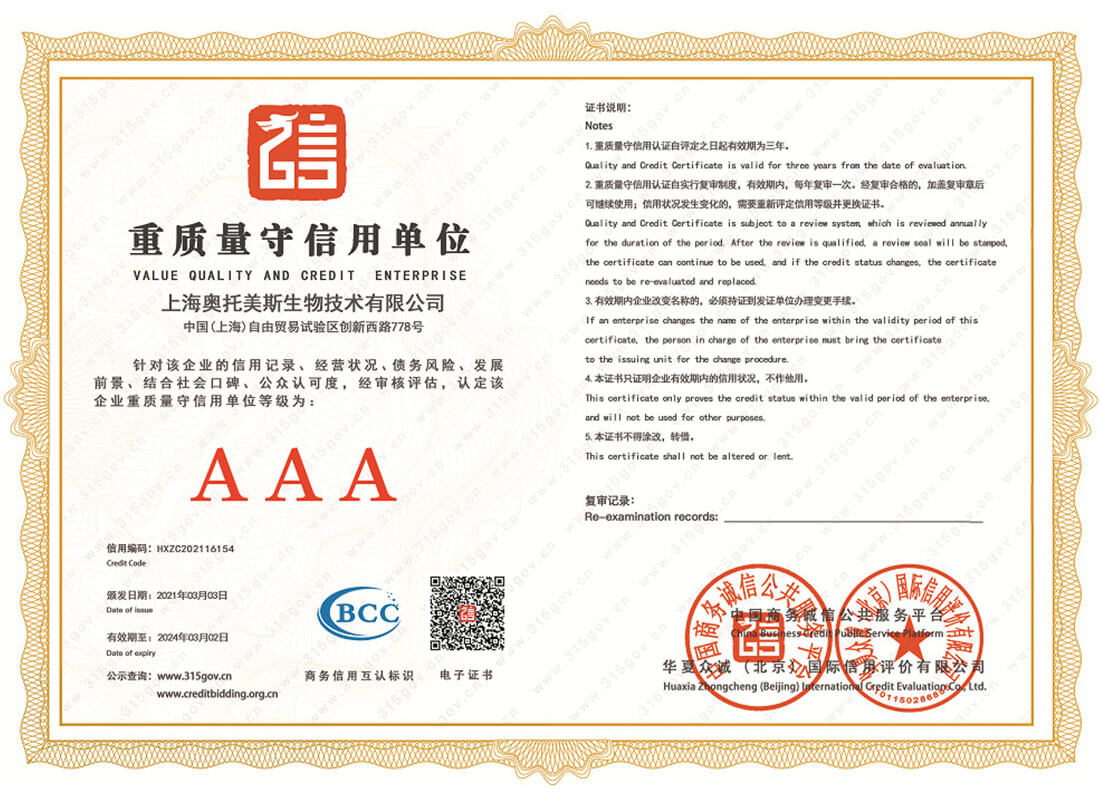 重质量守信用单位
VALUE QUALITY AND CREDIT ENTERPRISE
上海奥托美斯生物技术有限公司
中国(上海)自由贸易试验区创新西路778号
针对该企业的信用记录、经营状况、债务风险、发展
前景、结合社会口碑、公众认可度，经审核评估，认定该
企业重质量守信用单位等级为：
AAA
信用编码：HXZC202116154
Credit Code
颁发日期：2021年03月03日
Date of issue
有效期至：2024年03月02日
Date of expiry
公示查询：www.315gov.cn
www.creditbidding.org.cn
BCC
商务信用互认标识
电子证书
证书说明：
Notes
1.重质量守信用认证自评定之日起有效期为三年。
Quality and Credit Certificate is valid for three years from the date of evaluation.
2.重质量守信用认证自实行复审制度，有效期内，每年复审一次。经复审合格的，加盖复审章后
可继续使用；信用状况发生变化的，需要重新评定信用等级并更换证书。
Quality and Credit Certificate is subject to a review system, which is reviewed annually
for the duration of the period. After the review is qualified, a review seal will be stamped,
the certificate can continue to be used, and if the credit status changes, the certificate
needs to be re-evaluated and replaced.
3.有效期内企业改变名称的，必须持证到发证单位办理变更手续。
If an enterprise changes the name of the enterprise within the validity period of this
certificate, the person in charge of the enterprise must bring the certificate
to the issuing unit for the change procedure.
4.本证书只证明企业有效期内的信用状况，不作他用。
This certificate only proves the credit status within the valid period of the enterprise,
and will not be used for other purposes.
5.本证书不得涂改，转借。
This certificate shall not be altered or lent.
复审记录：
Re-examination records:
中国商务诚信公共服务平台
China Business Credit Public Service Platform
华夏众诚（北京）国际信用评价有限公司
Huaxia Zhongcheng (Beijing) International Credit Evaluation Co., Ltd.
中国商务诚信公共服务平台
www.315gov.cn